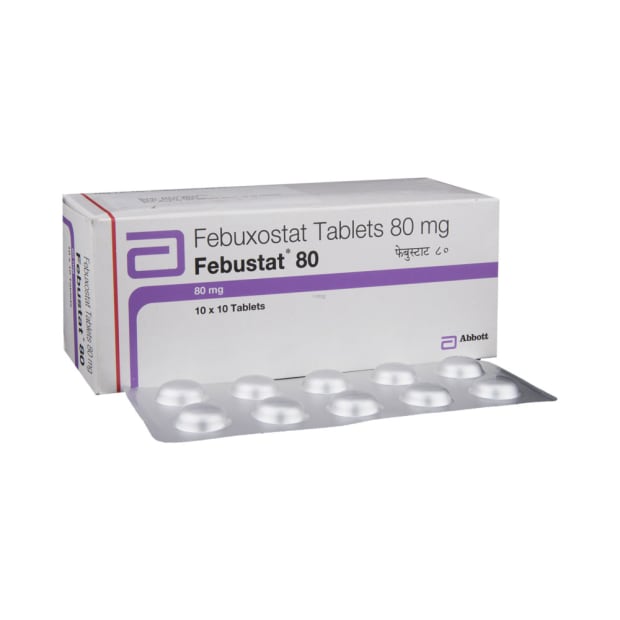 Febuxostat Tablets 80 mg
Febustat* 80
फेबुस्टाट ८०
80 mg
10 x 10 Tablets
Abbott
Febuxostat Tablets 80 mg
Febustat* 80